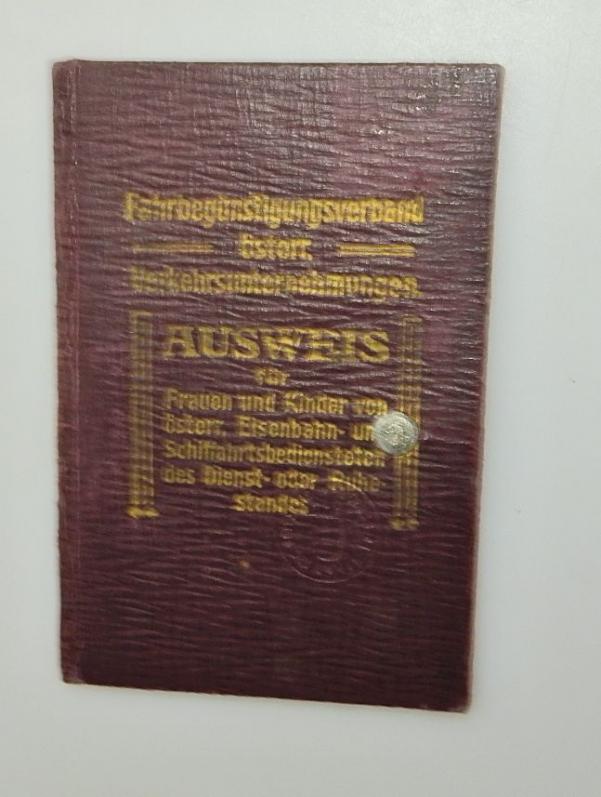 Fahrbegünstigungsverband
österr.
Verkehrsunternehmungen
AUSWEIS
für
Frauen und Kinder von
österr. Eisenbahn- und
Schiffahrtsbediensteten
des Dienst- oder Ruhe-
standes